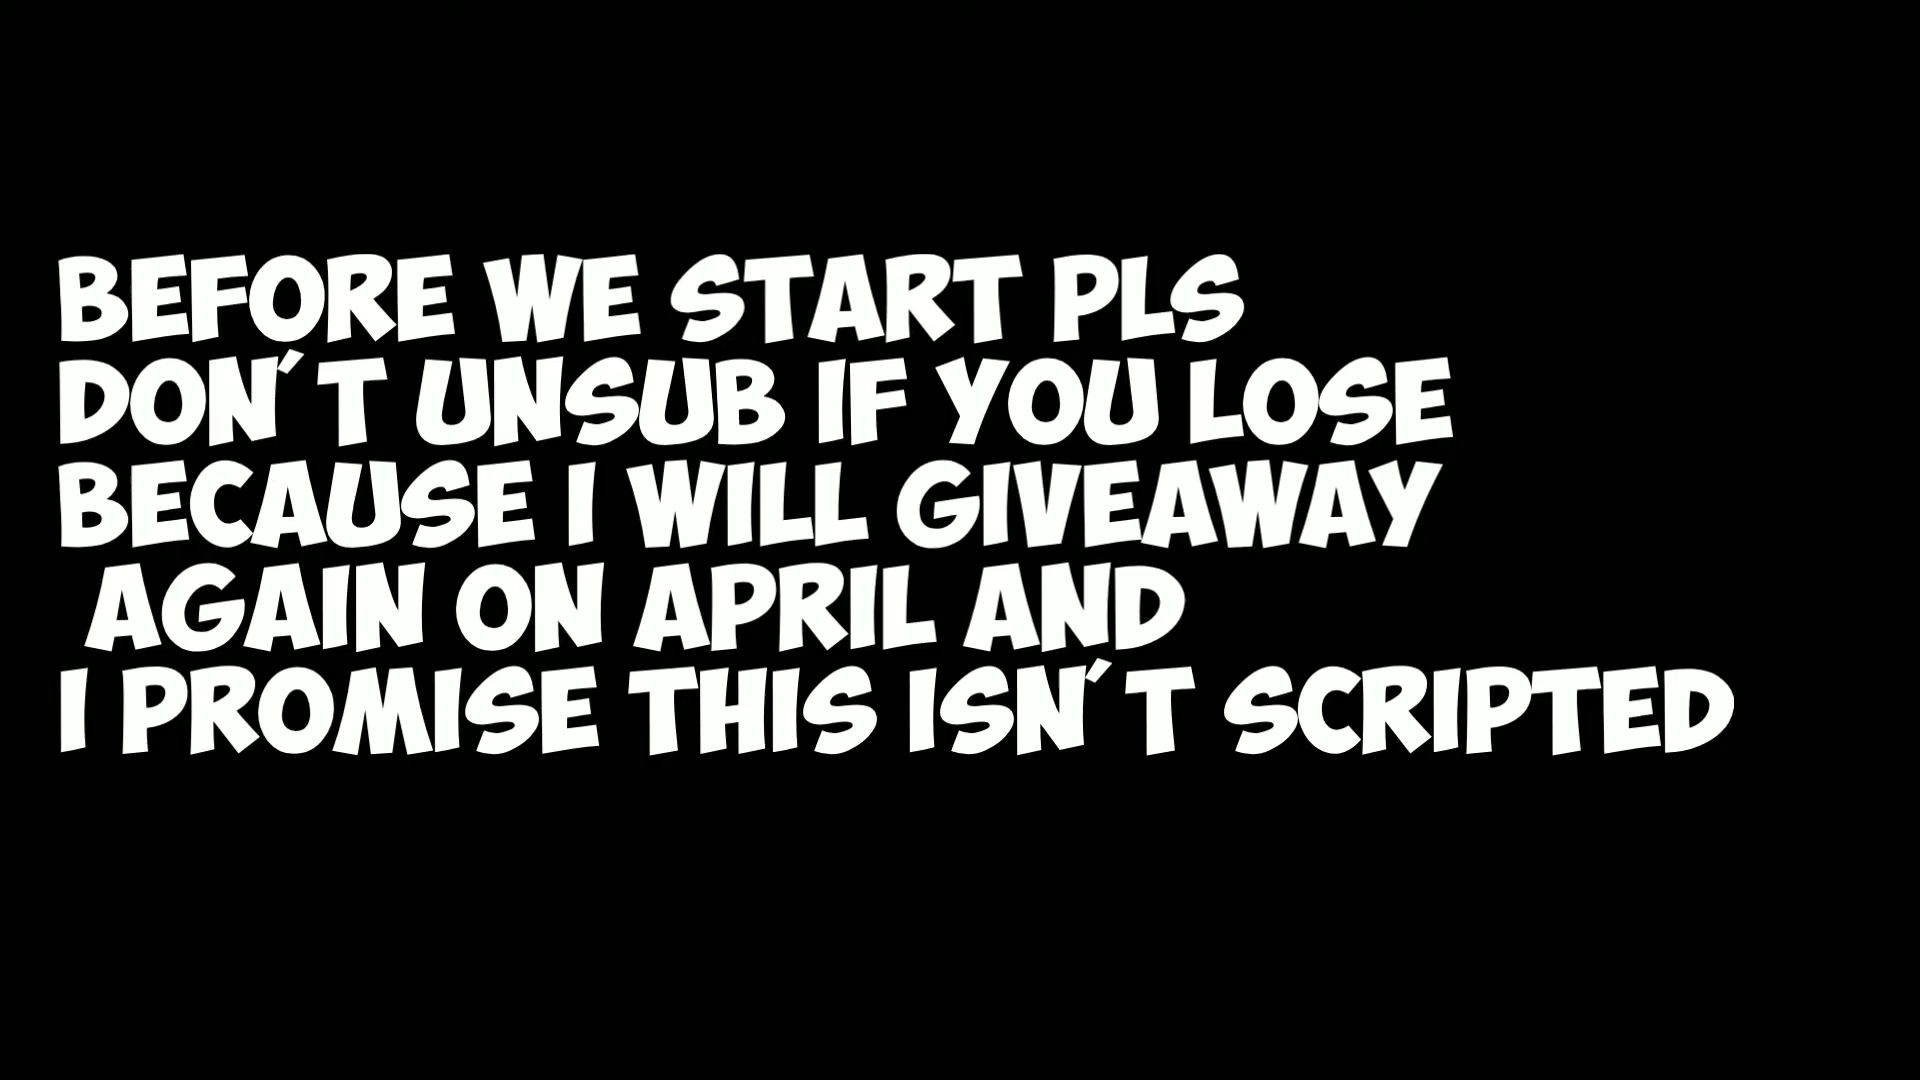 BEFORE WE START PLS
DON'T UNSUB IF YOU LOSE
BECAUSE I WILL GIVEAWAY
AGAIN ON APRIL AND
I PROMISE THIS ISN'T SCRIPTED